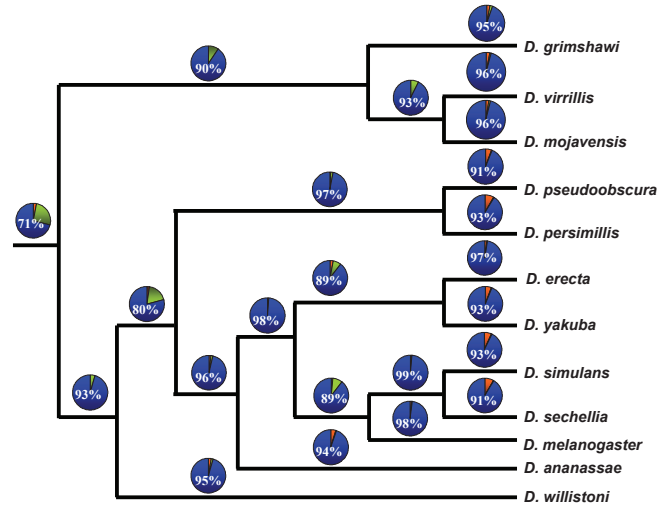 95%
D. grimshawi
90%
96%
93%
D. virrillis
96%
D. mojavensis
91%
97%
D. pseudoobscura
71%
93%
D. persimillis
97%
89%
D. erecta
80%
98%
93%
D. yakuba
93%
99%
D. simulans
96%
93%
89%
91%
98%
D. sechellia
94%
D. melanogaster
95%
D. ananassae
D. willistoni